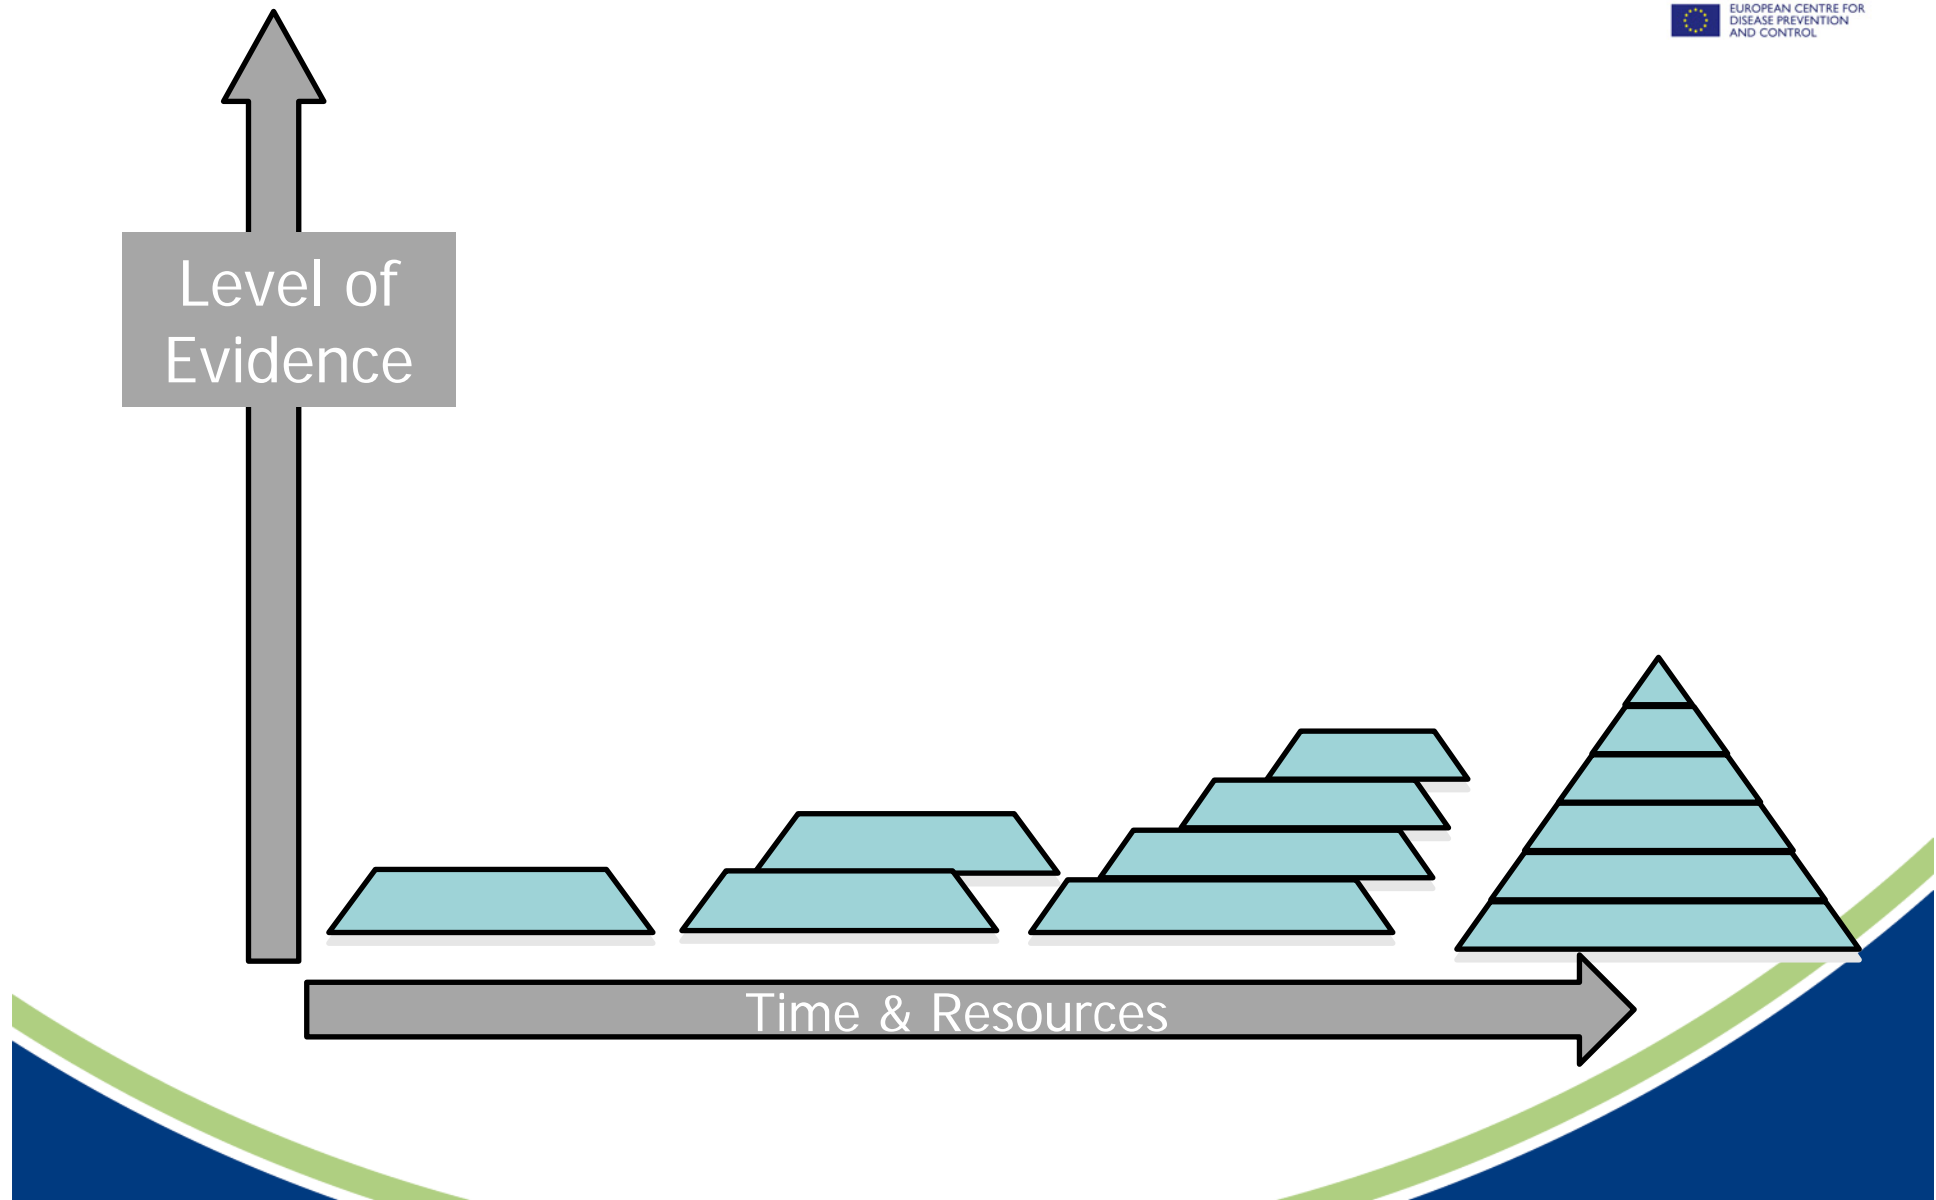 EUROPEAN CENTRE FOR
DISEASE PREVENTION
AND CONTROL
Level of
Evidence
Time & Resources